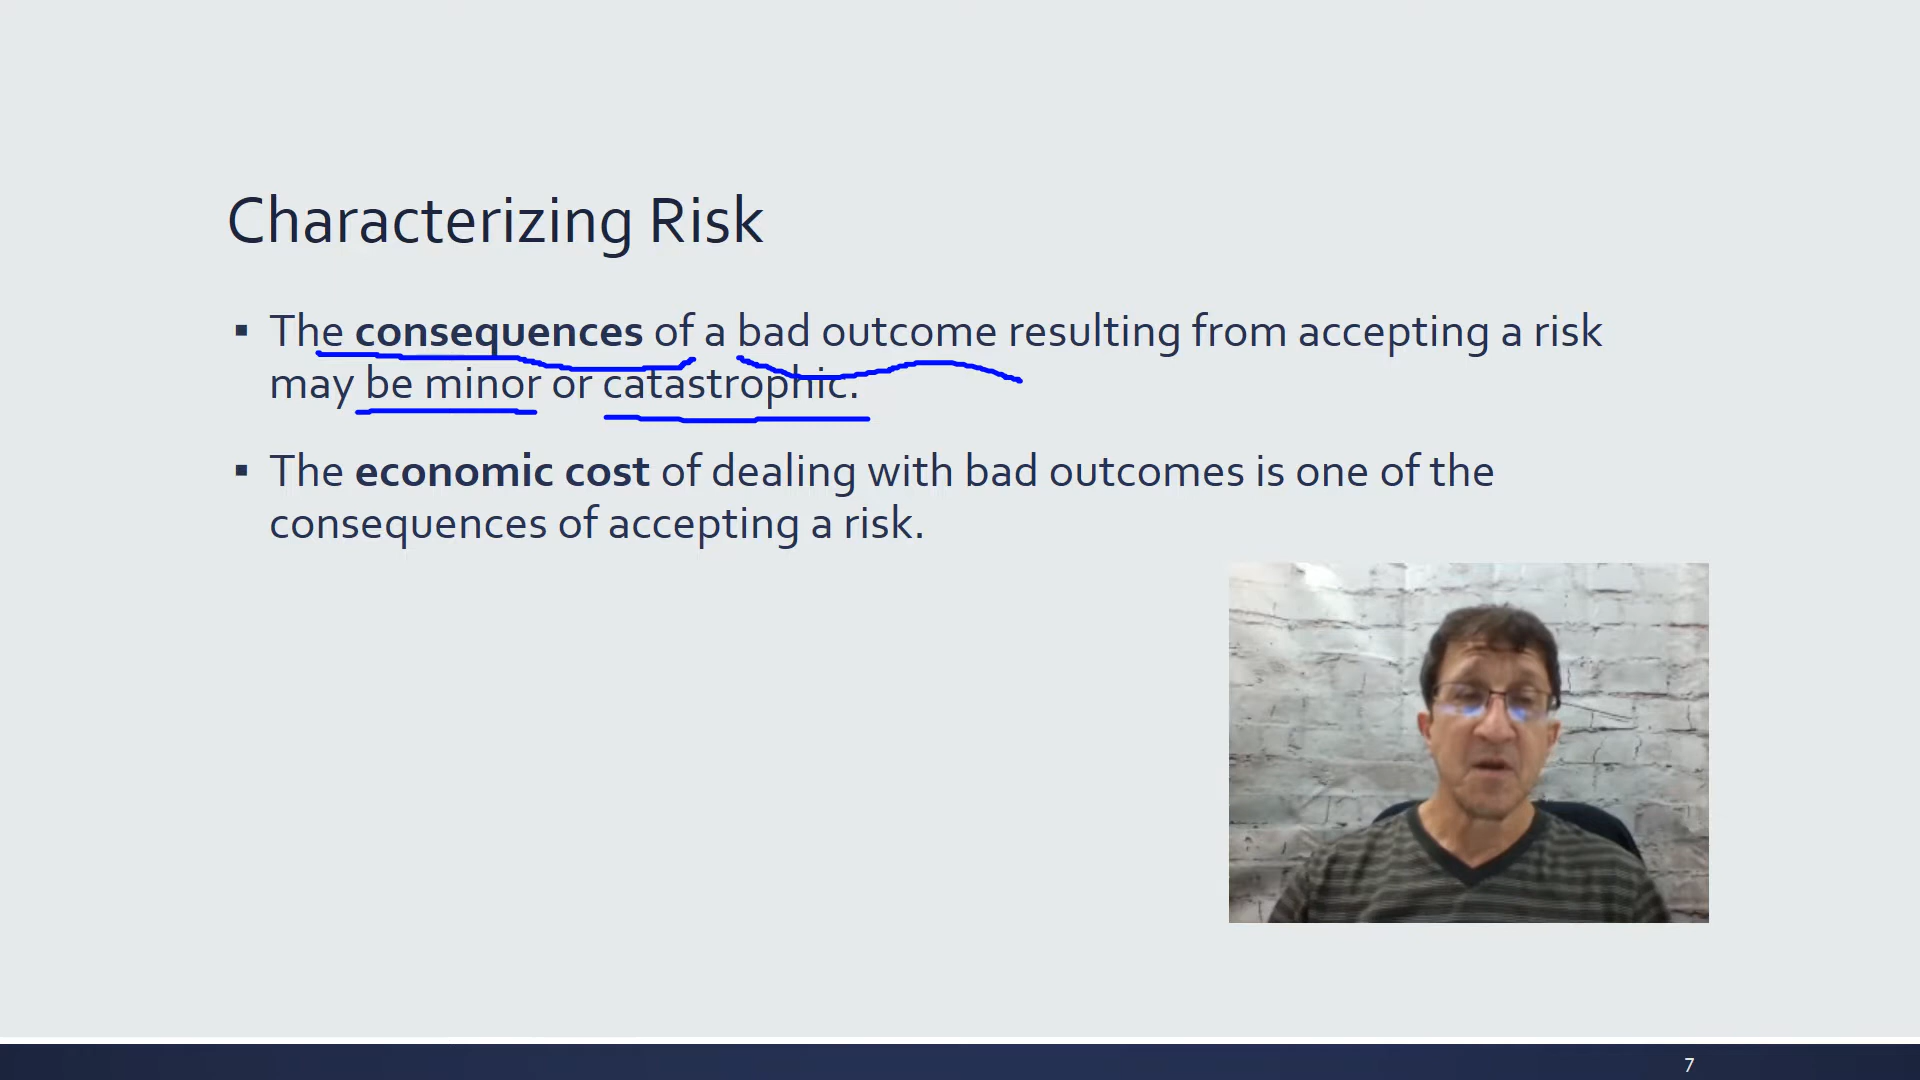 Characterizing Risk
▪ The consequences of a bad outcome resulting from accepting a risk
may be minor or catastrophic.
▪ The economic cost of dealing with bad outcomes is one of the
consequences of accepting a risk.
7